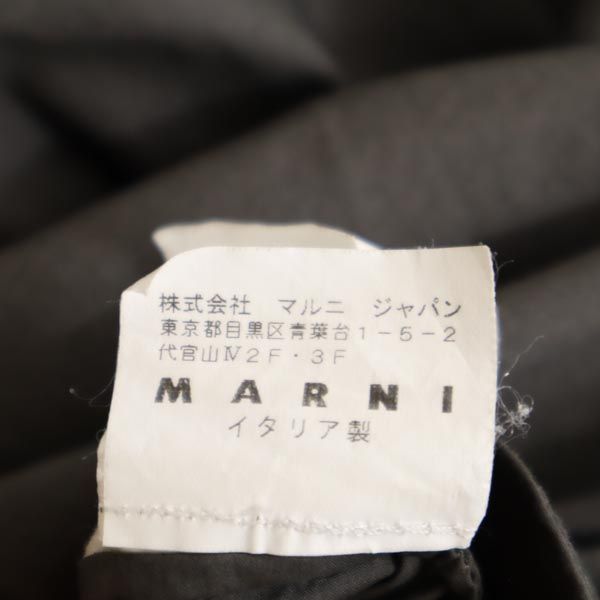 株式会社 マルニ ジャパン
東京都目黒区青葉台1-5-2
代官山Ⅳ2F・3F
MARNI
イタリア製